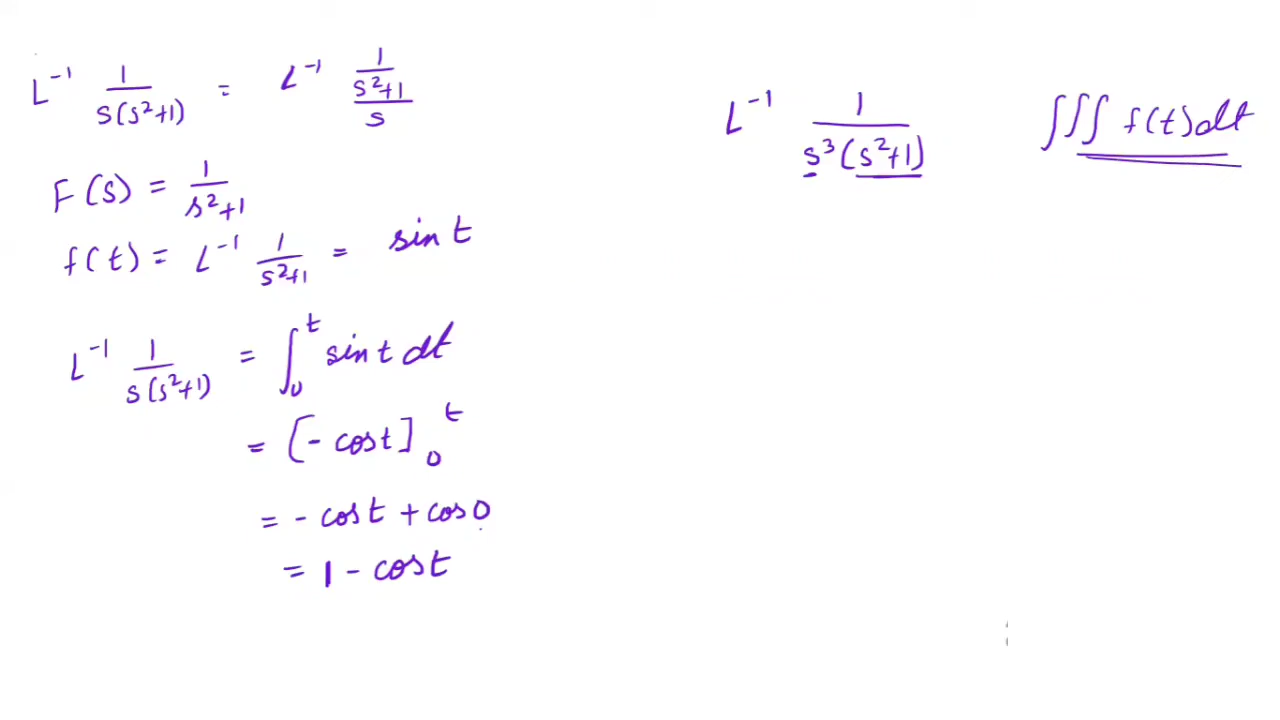 L⁻¹ 1/(s(s²+1)) = L⁻¹ (1/(s²+1))/s
F(s) = 1/(s²+1)
f(t) = L⁻¹ 1/(s²+1) = sin t
L⁻¹ 1/(s(s²+1)) = ∫₀ᵗ sin t dt
= [- cos t]₀ᵗ
= - cos t + cos 0
= 1 - cos t
L⁻¹ 1/(s³(s²+1)) ∭ f(t) dt